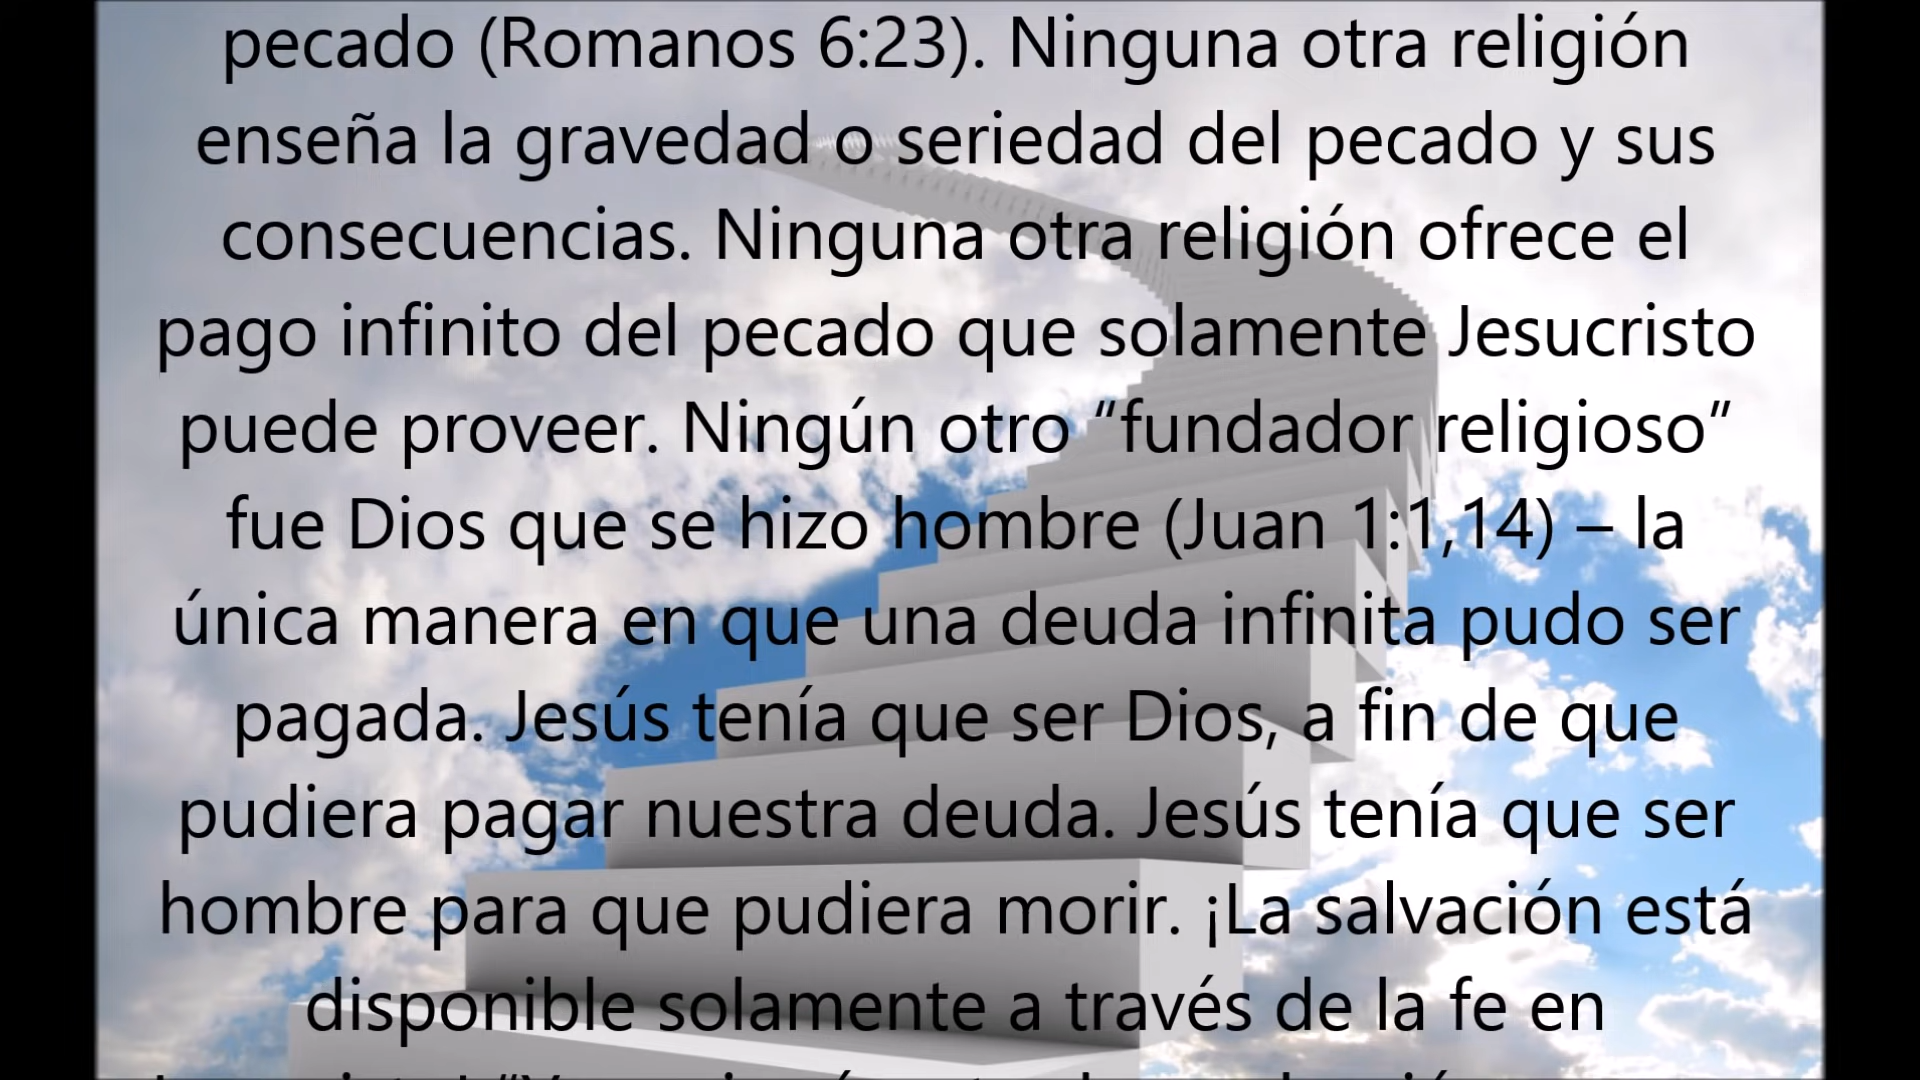 pecado (Romanos 6:23). Ninguna otra religión
enseña la gravedad o seriedad del pecado y sus
consecuencias. Ninguna otra religión ofrece el
pago infinito del pecado que solamente Jesucristo
puede proveer. Ningún otro “fundador religioso”
fue Dios que se hizo hombre (Juan 1:1,14) – la
única manera en que una deuda infinita pudo ser
pagada. Jesús tenía que ser Dios, a fin de que
pudiera pagar nuestra deuda. Jesús tenía que ser
hombre para que pudiera morir. ¡La salvación está
disponible solamente a través de la fe en